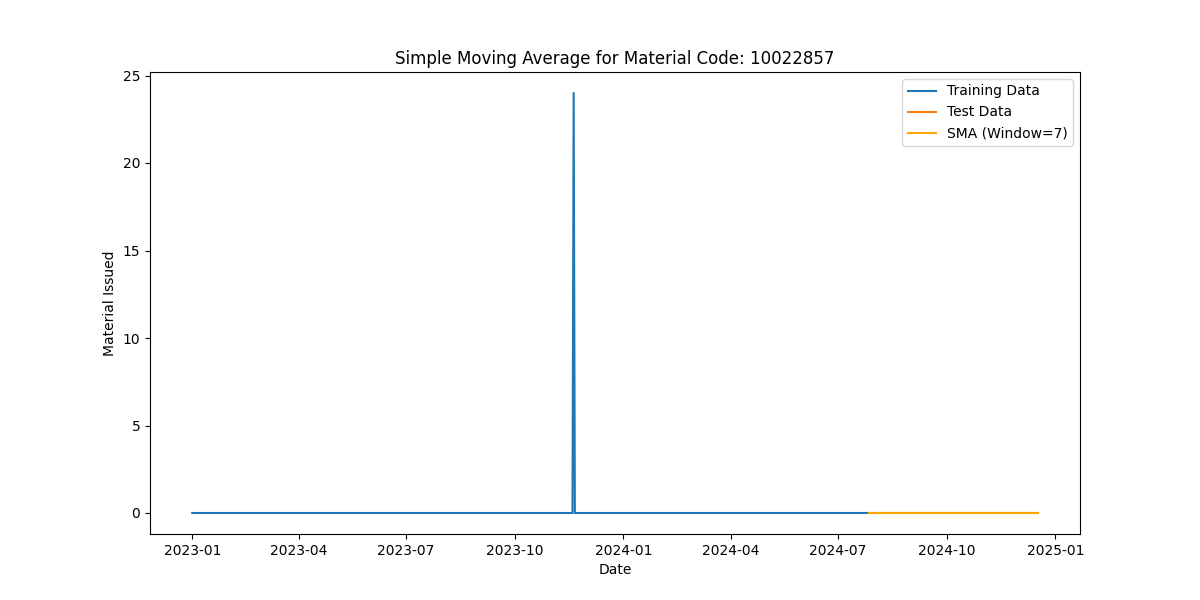 Simple Moving Average for Material Code: 10022857
Training Data
Test Data
SMA (Window=7)
Material Issued
25
20
15
10
5
0
2023-01 2023-04 2023-07 2023-10 2024-01 2024-04 2024-07 2024-10 2025-01
Date